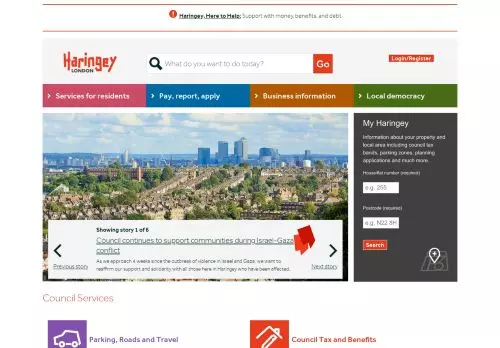 Haringey, Here to Help: Support with money, benefits, and debt.
Haringey
LONDON
What do you want to do today?
Go
Login/Register
Services for residents
Pay, report, apply
Business information
Local democracy
My Haringey
Information about your property and
local area including council tax
bands, parking zones, planning
applications and much more.
House/flat number (required)
e.g. 255
Postcode (required)
e.g. N22 8H
Search
Showing story 1 of 6
Council continues to support communities during Israel-Gaza
conflict
As we approach 4 weeks since the outbreak of violence in Israel and Gaza, we want to
reaffirm our support and solidarity with all those here in Haringey who have been affected.
Previous story
Next story
Council Services
Parking, Roads and Travel
Council Tax and Benefits